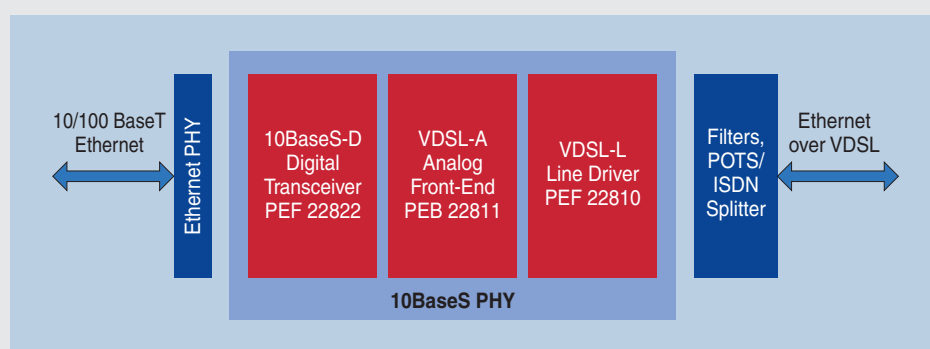 10/100 BaseT
Ethernet
Ethernet PHY
10BaseS-D
Digital
Transceiver
PEF 22822
VDSL-A
Analog
Front-End
PEB 22811
VDSL-L
Line Driver
PEF 22810
10BaseS PHY
Filters,
POTS/
ISDN
Splitter
Ethernet
over VDSL